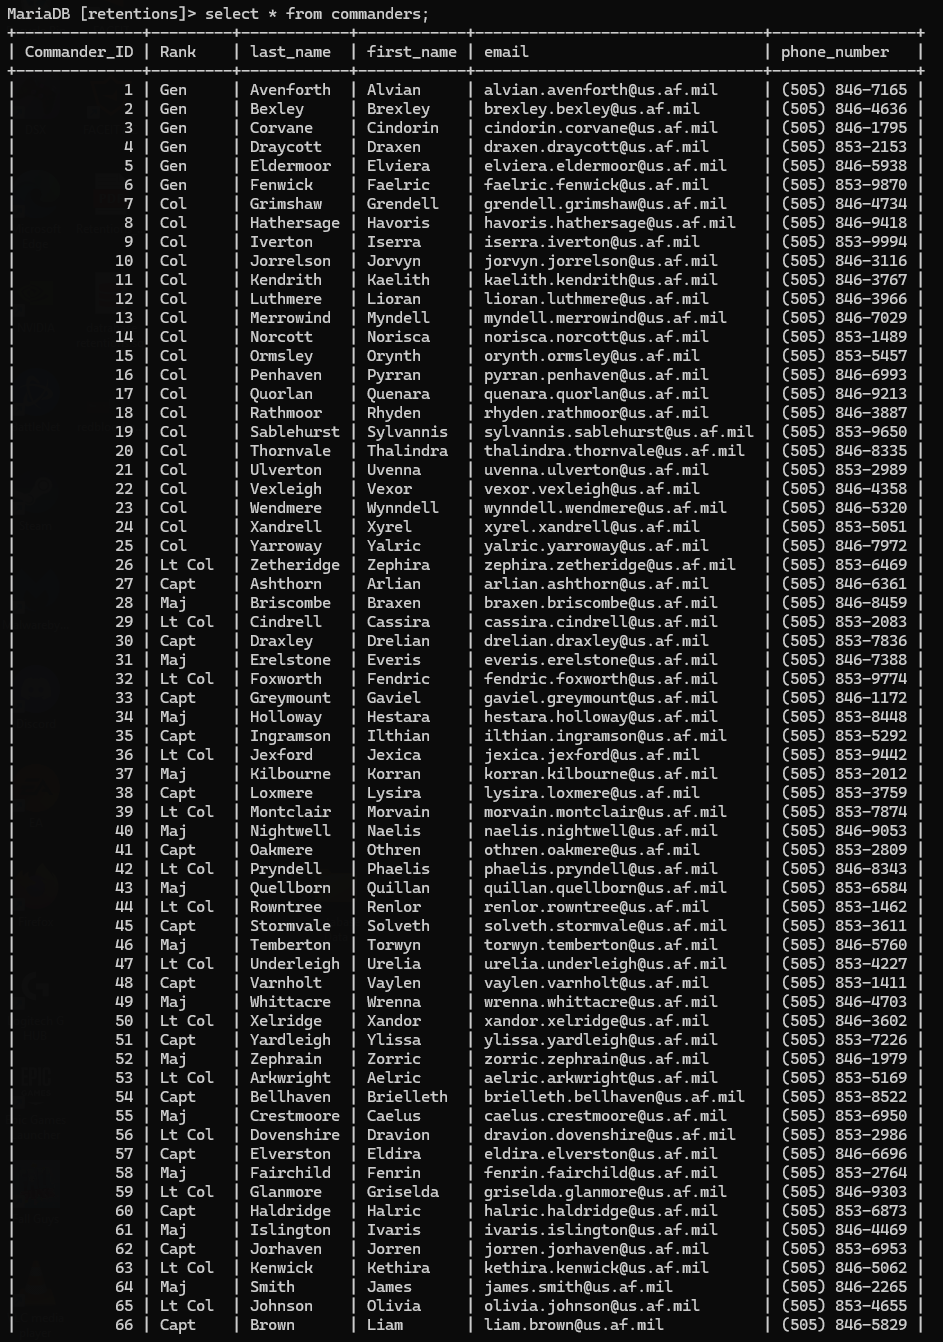 MariaDB [retentions]> select * from commanders;
+--------------+---------+------------+------------+--------------------------------+----------------+
| Commander_ID | Rank    | last_name  | first_name | email                          | phone_number   |
+--------------+---------+------------+------------+--------------------------------+----------------+
|            1 | Gen     | Avenforth  | Alvian     | alvian.avenforth@us.af.mil     | (505) 846-7165 |
|            2 | Gen     | Bexley     | Brexley    | brexley.bexley@us.af.mil       | (505) 846-4636 |
|            3 | Gen     | Corvane    | Cindorin   | cindorin.corvane@us.af.mil     | (505) 846-1795 |
|            4 | Gen     | Draycott   | Draxen     | draxen.draycott@us.af.mil      | (505) 853-2153 |
|            5 | Gen     | Eldermoor  | Elviera    | elviera.eldermoor@us.af.mil    | (505) 846-5938 |
|            6 | Gen     | Fenwick    | Faelric    | faelric.fenwick@us.af.mil      | (505) 853-9870 |
|            7 | Col     | Grimshaw   | Grendell   | grendell.grimshaw@us.af.mil    | (505) 846-4734 |
|            8 | Col     | Hathersage | Havoris    | havoris.hathersage@us.af.mil   | (505) 846-9418 |
|            9 | Col     | Iverton    | Iserra     | iserra.iverton@us.af.mil       | (505) 853-9994 |
|           10 | Col     | Jorrelson  | Jorvyn     | jorvyn.jorrelson@us.af.mil     | (505) 846-3116 |
|           11 | Col     | Kendrith   | Kaelith    | kaelith.kendrith@us.af.mil     | (505) 846-3767 |
|           12 | Col     | Luthmere   | Lioran     | lioran.luthmere@us.af.mil      | (505) 846-3966 |
|           13 | Col     | Merrowind  | Myndell    | myndell.merrowind@us.af.mil    | (505) 846-7029 |
|           14 | Col     | Norcott    | Norisca    | norisca.norcott@us.af.mil      | (505) 853-1489 |
|           15 | Col     | Ormsley    | Orynth     | orynth.ormsley@us.af.mil       | (505) 853-5457 |
|           16 | Col     | Penhaven   | Pyrran     | pyrran.penhaven@us.af.mil      | (505) 846-6993 |
|           17 | Col     | Quorlan    | Quenara    | quenara.quorlan@us.af.mil      | (505) 846-9213 |
|           18 | Col     | Rathmoor   | Rhyden     | rhyden.rathmoor@us.af.mil      | (505) 846-3887 |
|           19 | Col     | Sablehurst | Sylvannis  | sylvannis.sablehurst@us.af.mil | (505) 853-9650 |
|           20 | Col     | Thornvale  | Thalindra  | thalindra.thornvale@us.af.mil  | (505) 846-8335 |
|           21 | Col     | Ulverton   | Uvenna     | uvenna.ulverton@us.af.mil      | (505) 853-2989 |
|           22 | Col     | Vexleigh   | Vexor      | vexor.vexleigh@us.af.mil       | (505) 846-4358 |
|           23 | Col     | Wendmere   | Wynndell   | wynndell.wendmere@us.af.mil    | (505) 846-5320 |
|           24 | Col     | Xandrell   | Xyrel      | xyrel.xandrell@us.af.mil       | (505) 853-5051 |
|           25 | Col     | Yarroway   | Yalric     | yalric.yarroway@us.af.mil      | (505) 846-7972 |
|           26 | Lt Col  | Zetheridge | Zephira    | zephira.zetheridge@us.af.mil   | (505) 853-6469 |
|           27 | Capt    | Ashthorn   | Arlian     | arlian.ashthorn@us.af.mil      | (505) 846-6361 |
|           28 | Maj     | Briscombe  | Braxen     | braxen.briscombe@us.af.mil     | (505) 846-8459 |
|           29 | Lt Col  | Cindrell   | Cassira    | cassira.cindrell@us.af.mil     | (505) 853-2083 |
|           30 | Capt    | Draxley    | Drelian    | drelian.draxley@us.af.mil      | (505) 853-7836 |
|           31 | Maj     | Erelstone  | Everis     | everis.erelstone@us.af.mil     | (505) 846-7388 |
|           32 | Lt Col  | Foxworth   | Fendric    | fendric.foxworth@us.af.mil     | (505) 853-9774 |
|           33 | Capt    | Greymount  | Gaviel     | gaviel.greymount@us.af.mil     | (505) 846-1172 |
|           34 | Maj     | Holloway   | Hestara    | hestara.holloway@us.af.mil     | (505) 853-8448 |
|           35 | Capt    | Ingramson  | Ilthian    | ilthian.ingramson@us.af.mil    | (505) 853-5292 |
|           36 | Lt Col  | Jexford    | Jexica     | jexica.jexford@us.af.mil       | (505) 853-9442 |
|           37 | Maj     | Kilbourne  | Korran     | korran.kilbourne@us.af.mil     | (505) 853-2012 |
|           38 | Capt    | Loxmere    | Lysira     | lysira.loxmere@us.af.mil       | (505) 853-3759 |
|           39 | Lt Col  | Montclair  | Morvain    | morvain.montclair@us.af.mil    | (505) 853-7874 |
|           40 | Maj     | Nightwell  | Naelis     | naelis.nightwell@us.af.mil     | (505) 846-9053 |
|           41 | Capt    | Oakmere    | Othren     | othren.oakmere@us.af.mil       | (505) 853-2809 |
|           42 | Lt Col  | Pryndell   | Phaelis    | phaelis.pryndell@us.af.mil     | (505) 846-8343 |
|           43 | Maj     | Quellborn  | Quillan    | quillan.quellborn@us.af.mil    | (505) 853-6584 |
|           44 | Lt Col  | Rowntree   | Renlor     | renlor.rowntree@us.af.mil      | (505) 853-1462 |
|           45 | Capt    | Stormvale  | Solveth    | solveth.stormvale@us.af.mil    | (505) 853-3611 |
|           46 | Maj     | Temberton  | Torwyn     | torwyn.temberton@us.af.mil     | (505) 846-5760 |
|           47 | Lt Col  | Underleigh | Urelia     | urelia.underleigh@us.af.mil    | (505) 853-4227 |
|           48 | Capt    | Varnholt   | Vaylen     | vaylen.varnholt@us.af.mil      | (505) 853-1411 |
|           49 | Maj     | Whittacre  | Wrenna     | wrenna.whittacre@us.af.mil     | (505) 846-4703 |
|           50 | Lt Col  | Xelridge   | Xandor     | xandor.xelridge@us.af.mil      | (505) 846-3602 |
|           51 | Capt    | Yardleigh  | Ylissa     | ylissa.yardleigh@us.af.mil     | (505) 853-7226 |
|           52 | Maj     | Zephrain   | Zorric     | zorric.zephrain@us.af.mil      | (505) 846-1979 |
|           53 | Lt Col  | Arkwright  | Aelric     | aelric.arkwright@us.af.mil     | (505) 853-5169 |
|           54 | Capt    | Bellhaven  | Brielleth  | brielleth.bellhaven@us.af.mil  | (505) 853-8522 |
|           55 | Maj     | Crestmoore | Caelus     | caelus.crestmoore@us.af.mil    | (505) 853-6950 |
|           56 | Lt Col  | Dovenshire | Dravion    | dravion.dovenshire@us.af.mil   | (505) 853-2986 |
|           57 | Capt    | Elverston  | Eldira     | eldira.elverston@us.af.mil     | (505) 846-6696 |
|           58 | Maj     | Fairchild  | Fenrin     | fenrin.fairchild@us.af.mil     | (505) 853-2764 |
|           59 | Lt Col  | Glanmore   | Griselda   | griselda.glanmore@us.af.mil    | (505) 846-9303 |
|           60 | Capt    | Haldridge  | Halric     | halric.haldridge@us.af.mil     | (505) 853-6873 |
|           61 | Maj     | Islington  | Ivaris     | ivaris.islington@us.af.mil     | (505) 846-4469 |
|           62 | Capt    | Jorhaven   | Jorren     | jorren.jorhaven@us.af.mil      | (505) 853-6953 |
|           63 | Lt Col  | Kenwick    | Kethira    | kethira.kenwick@us.af.mil      | (505) 846-5062 |
|           64 | Maj     | Smith      | James      | james.smith@us.af.mil          | (505) 846-2265 |
|           65 | Lt Col  | Johnson    | Olivia     | olivia.johnson@us.af.mil       | (505) 853-4655 |
|           66 | Capt    | Brown      | Liam       | liam.brown@us.af.mil           | (505) 846-5829 |